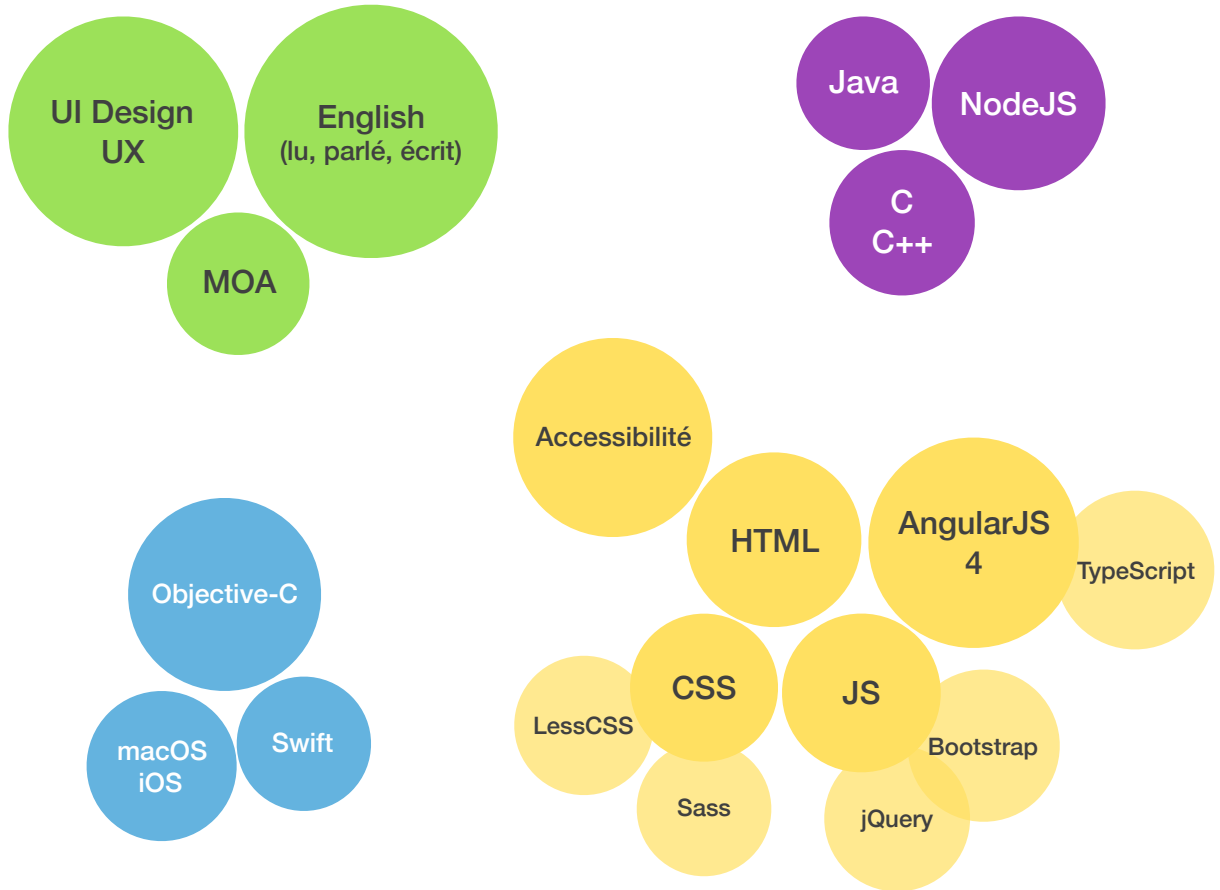 UI Design
UX
English
(lu, parlé, écrit)
MOA
Java
NodeJS
C
C++
Accessibilité
HTML
AngularJS
4
TypeScript
CSS
JS
LessCSS
Bootstrap
Sass
jQuery
Objective-C
macOS
iOS
Swift